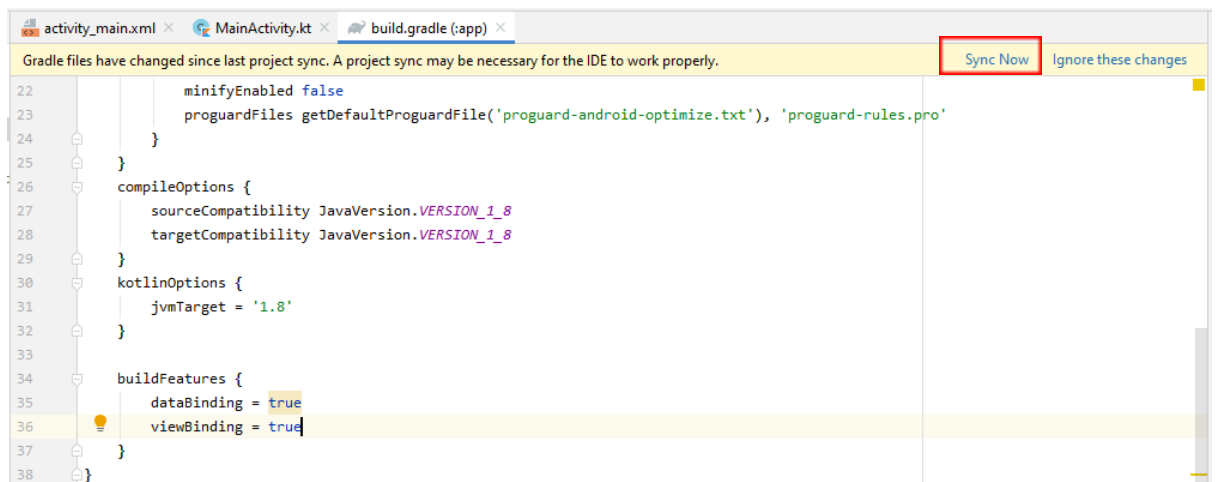 activity_main.xml MainActivity.kt build.gradle (:app)
Gradle files have changed since last project sync. A project sync may be necessary for the IDE to work properly. Sync Now Ignore these changes
22 minifyEnabled false
23 proguardFiles getDefaultProguardFile('proguard-android-optimize.txt'), 'proguard-rules.pro'
24 }
25 }
26 compileOptions {
27 sourceCompatibility JavaVersion.VERSION_1_8
28 targetCompatibility JavaVersion.VERSION_1_8
29 }
30 kotlinOptions {
31 jvmTarget = '1.8'
32 }
33
34 buildFeatures {
35 dataBinding = true
36 viewBinding = true
37 }
38 }